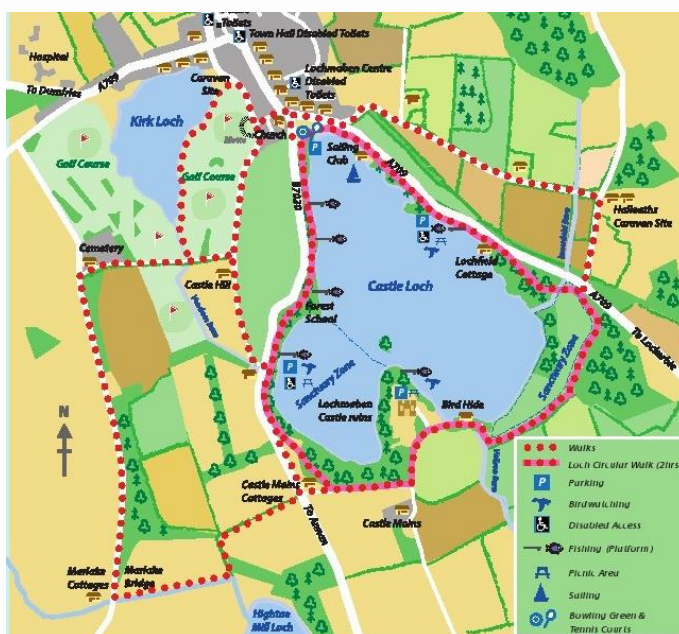 Toilets
Town Hall Disabled Toilets
Hospital
To Dumfries
A709
Caravan
Site
Lochmaben Centre
Disabled
Toilets
Kirk Loch
Church
Golf Course
Golf Course
Sailing
Club
B7020
A709
Halleaths
Caravan Site
Cemetery
Castle Hill
Lochfield
Cottage
Castle Loch
Forest
School
A709
To Lockerbie
Sanctuary Zone
Sanctuary Zone
Lochmaben
Castle ruins
Bird Hide
N
Castle Mains
Cottages
To Annan
Castle Mains
Merlake
Cottages
Merlake
Bridge
Hightae
Mill Loch
Walks
Loch Circular Walk (2hrs)
P
Parking
Birdwatching
Disabled Access
Fishing (Platform)
Picnic Area
Sailing
Bowling Green &
Tennis Courts